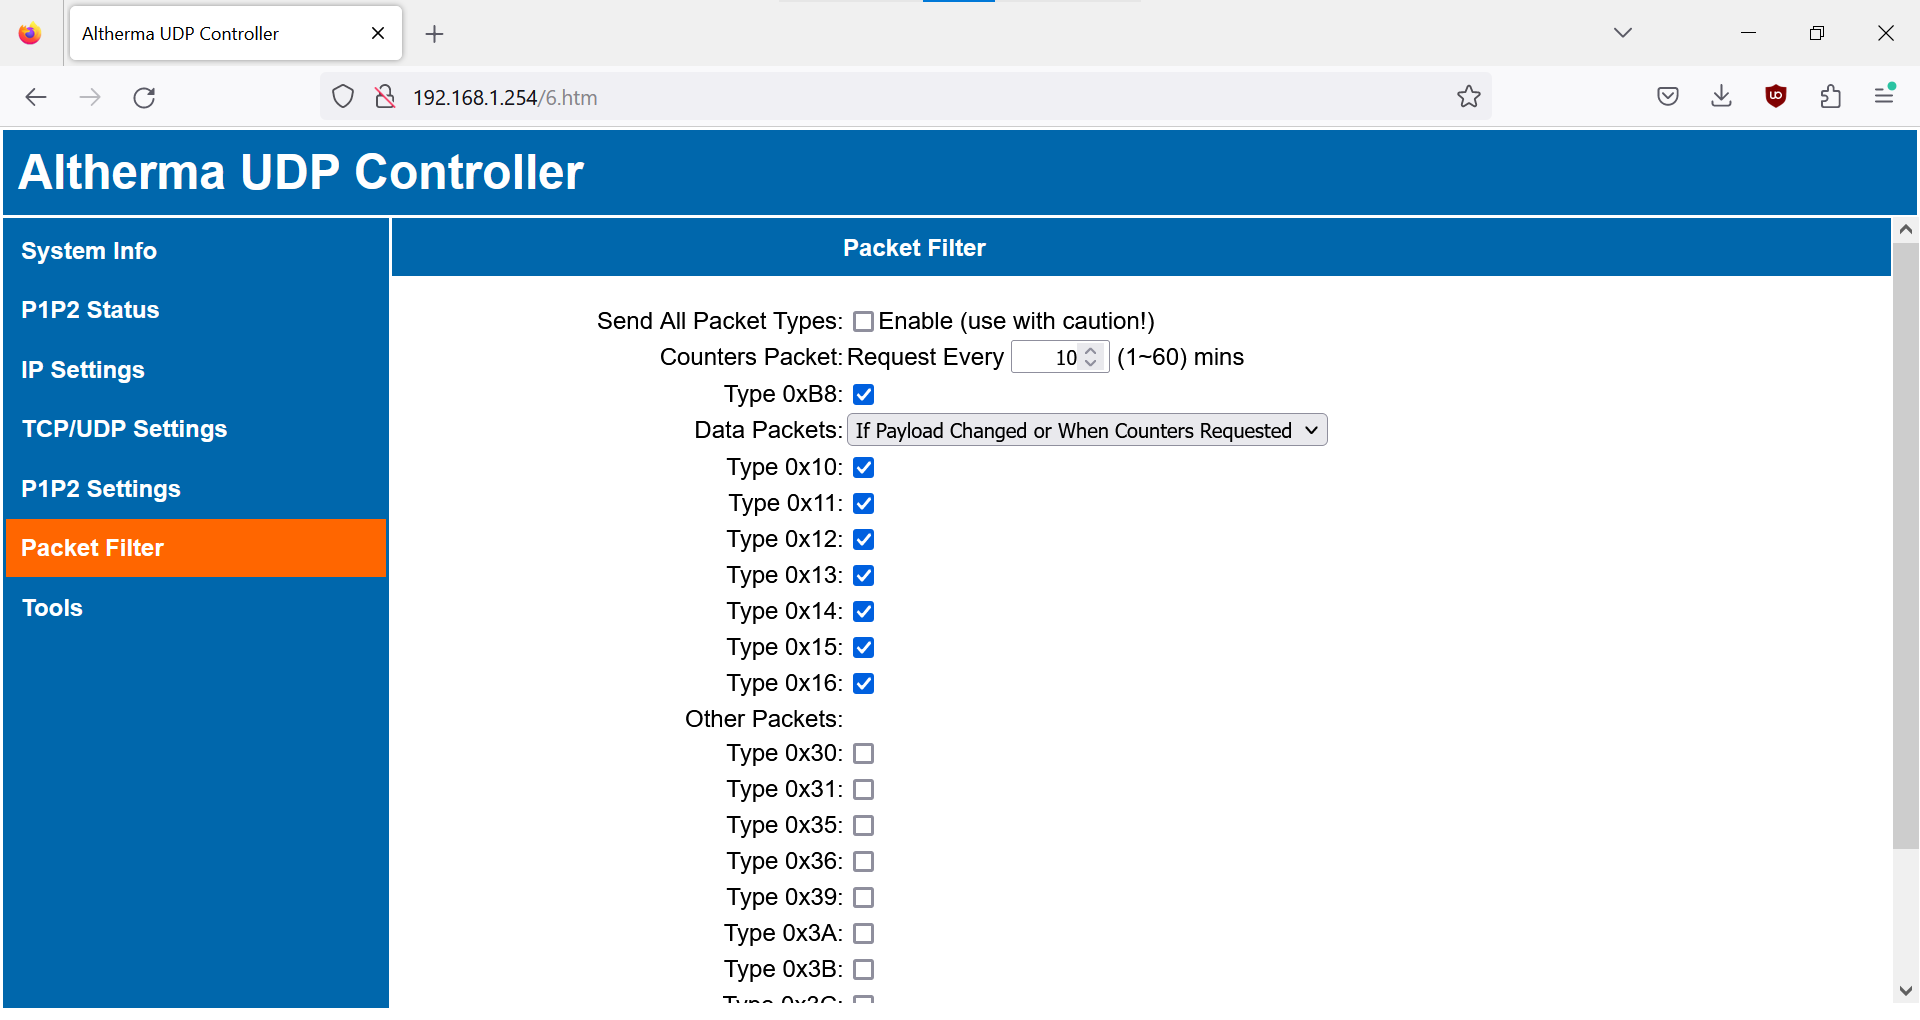 Altherma UDP Controller
192.168.1.254/6.htm
Altherma UDP Controller
System Info
P1P2 Status
IP Settings
TCP/UDP Settings
P1P2 Settings
Packet Filter
Tools
Packet Filter
Send All Packet Types: Enable (use with caution!)
Counters Packet: Request Every 10 (1~60) mins
Type 0xB8:
Data Packets: If Payload Changed or When Counters Requested
Type 0x10:
Type 0x11:
Type 0x12:
Type 0x13:
Type 0x14:
Type 0x15:
Type 0x16:
Other Packets:
Type 0x30:
Type 0x31:
Type 0x35:
Type 0x36:
Type 0x39:
Type 0x3A:
Type 0x3B:
Type 0x3C: